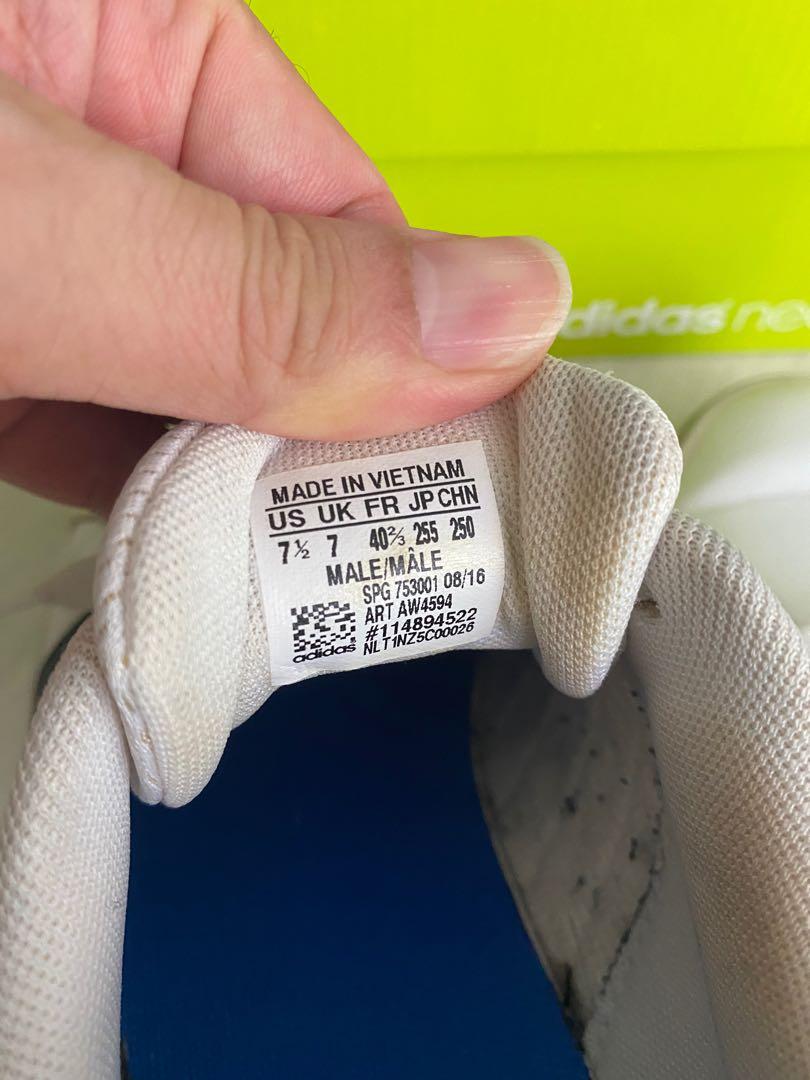 adidas neo
MADE IN VIETNAM
US UK FR JP CHN
7½ 7 40⅔ 255 250
MALE/MÂLE
SPG 753001 08/16
ART AW4594
#114894522
NLT1NZ5C00026
adidas